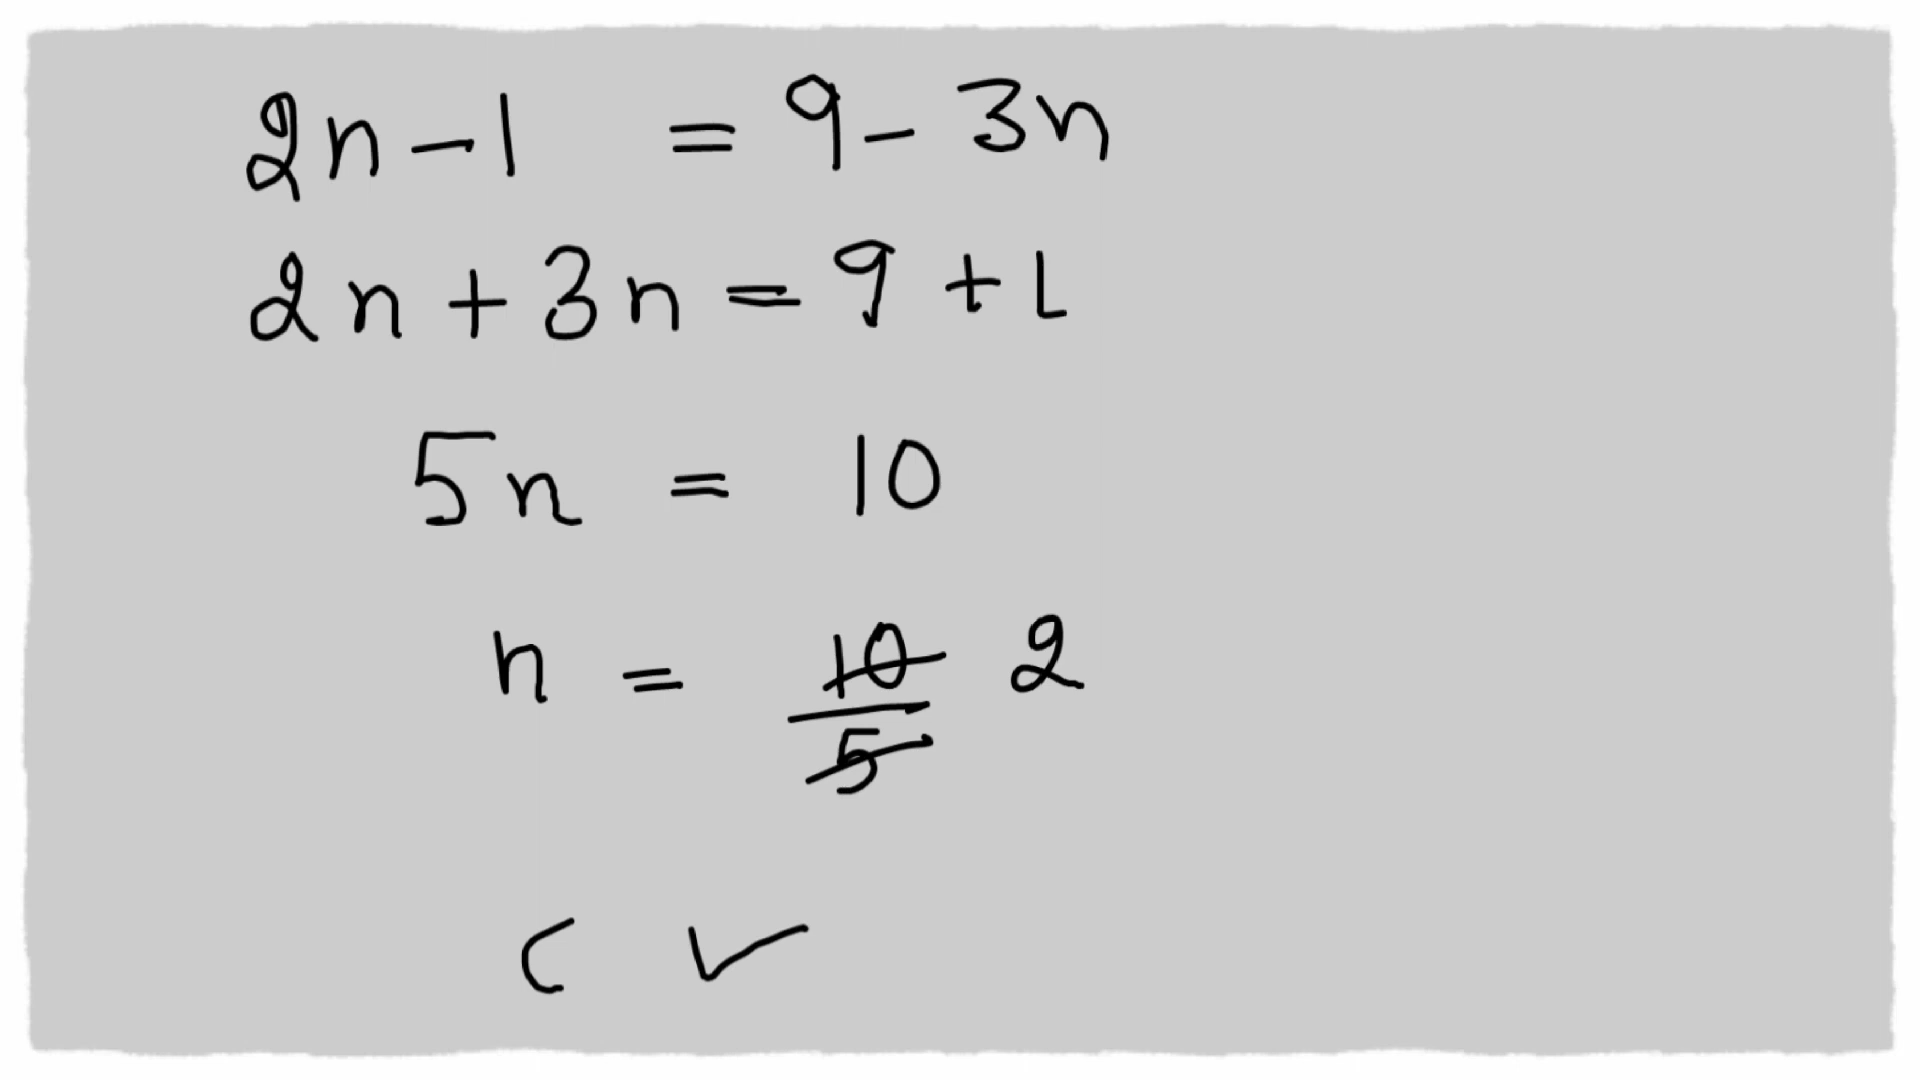 2n - 1 = 9 - 3n
2n + 3n = 9 + 1
5n = 10
n = 10/5 2
C ✓